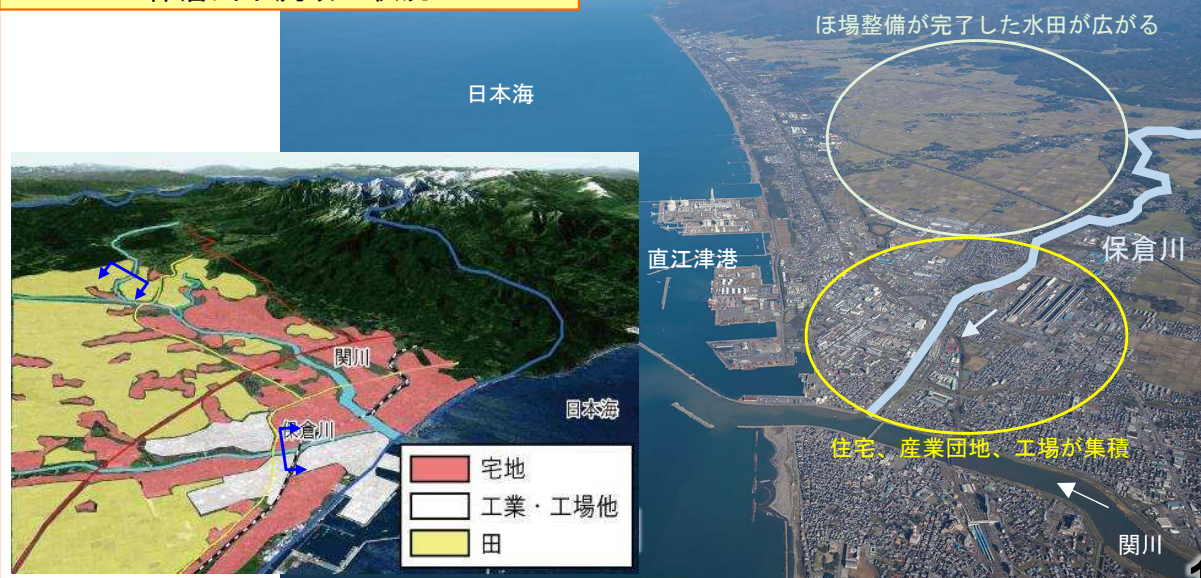 ほ場整備が完了した水田が広がる
日本海
直江津港
保倉川
住宅、産業団地、工場が集積
関川
関川
日本海
保倉川
宅地
工業・工場他
田